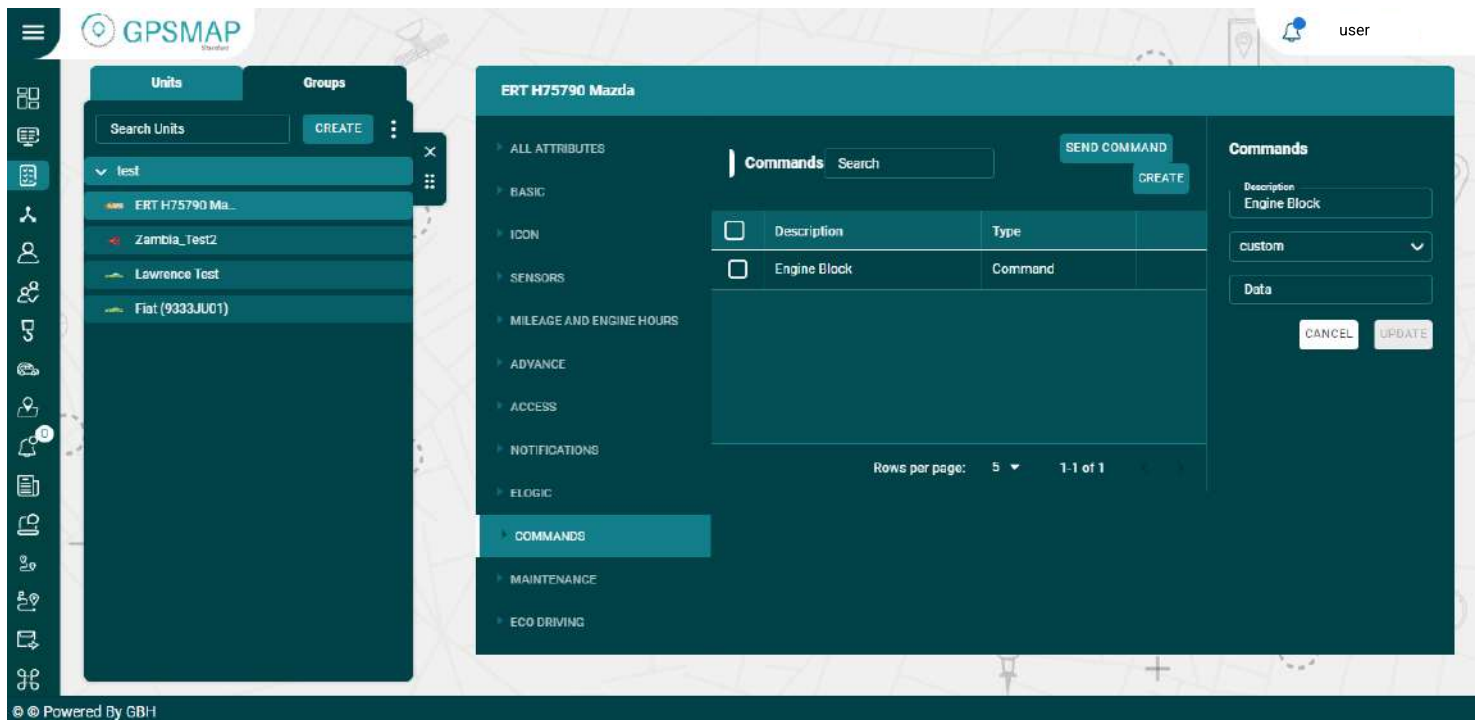 GPSMAP
Standard
user
Units
Groups
Search Units
CREATE
test
ERT H75790 Ma...
Zambia_Test2
Lawrence Test
Fiat (9333JU01)
ERT H75790 Mazda
ALL ATTRIBUTES
BASIC
ICON
SENSORS
MILEAGE AND ENGINE HOURS
ADVANCE
ACCESS
NOTIFICATIONS
ELOGIC
COMMANDS
MAINTENANCE
ECO DRIVING
Commands
Search
SEND COMMAND
CREATE
Description
Type
Engine Block
Command
Rows per page: 5
1-1 of 1
Commands
Description
Engine Block
custom
Data
CANCEL
UPDATE
0
© © Powered By GBH